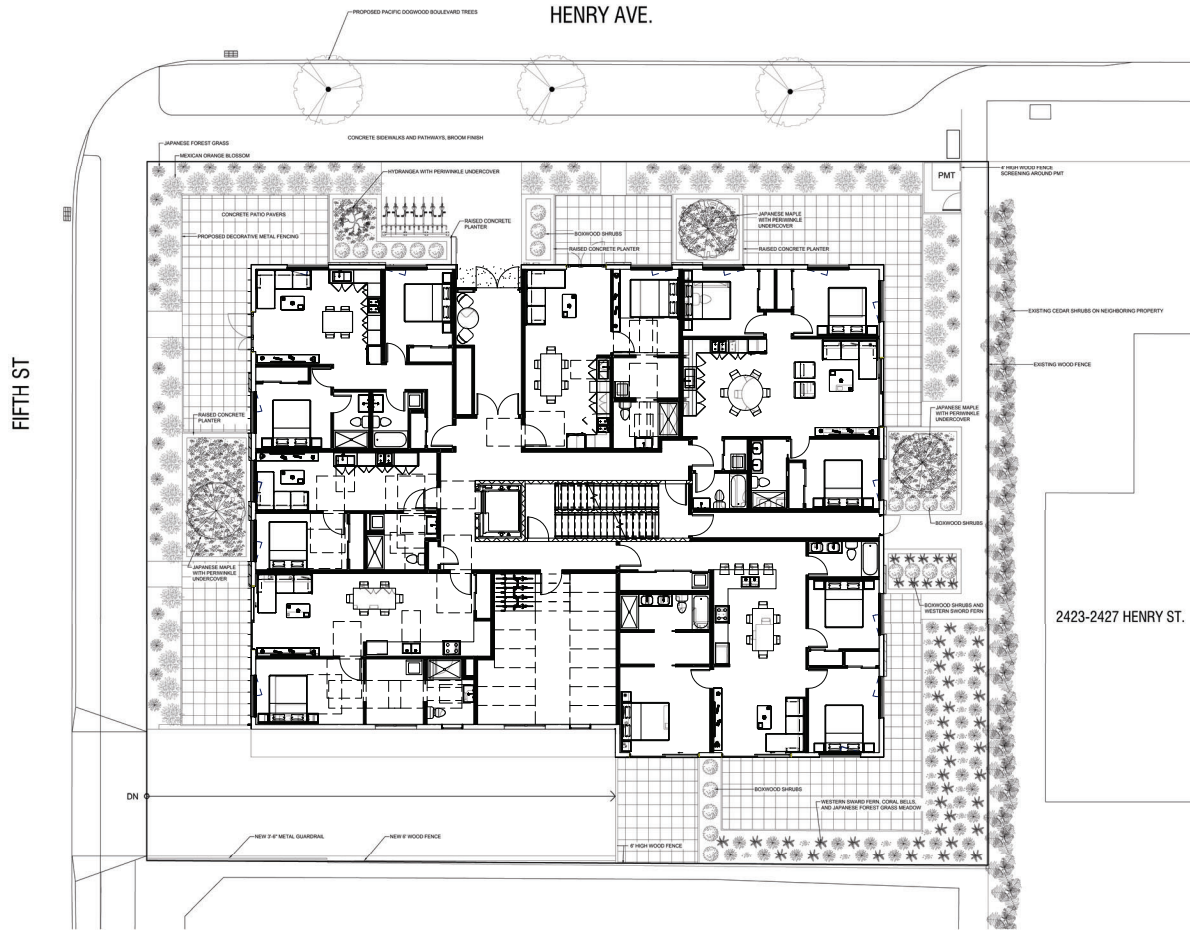 HENRY AVE.
PROPOSED PACIFIC DOGWOOD BOULEVARD TREES
CONCRETE SIDEWALKS AND PATHWAYS, BROOM FINISH
JAPANESE FOREST GRASS
MEXICAN ORANGE BLOSSOM
HYDRANGEA WITH PERIWINKLE UNDERCOVER
PMT
6' HIGH WOOD FENCE
SCREENING AROUND PMT
CONCRETE PATIO PAVERS
PROPOSED DECORATIVE METAL FENCING
RAISED CONCRETE
PLANTER
BOXWOOD SHRUBS
RAISED CONCRETE PLANTER
JAPANESE MAPLE
WITH PERIWINKLE
UNDERCOVER
RAISED CONCRETE PLANTER
EXISTING CEDAR SHRUBS ON NEIGHBORING PROPERTY
EXISTING WOOD FENCE
FIFTH ST
RAISED CONCRETE
PLANTER
JAPANESE MAPLE
WITH PERIWINKLE
UNDERCOVER
BOXWOOD SHRUBS
JAPANESE MAPLE
WITH PERIWINKLE
UNDERCOVER
BOXWOOD SHRUBS AND
WESTERN SWORD FERN
2423-2427 HENRY ST.
DN
BOXWOOD SHRUBS
WESTERN SWARD FERN, CORAL BELLS,
AND JAPANESE FOREST GRASS MEADOW
NEW 3'-6" METAL GUARDRAIL
NEW 6' WOOD FENCE
6' HIGH WOOD FENCE